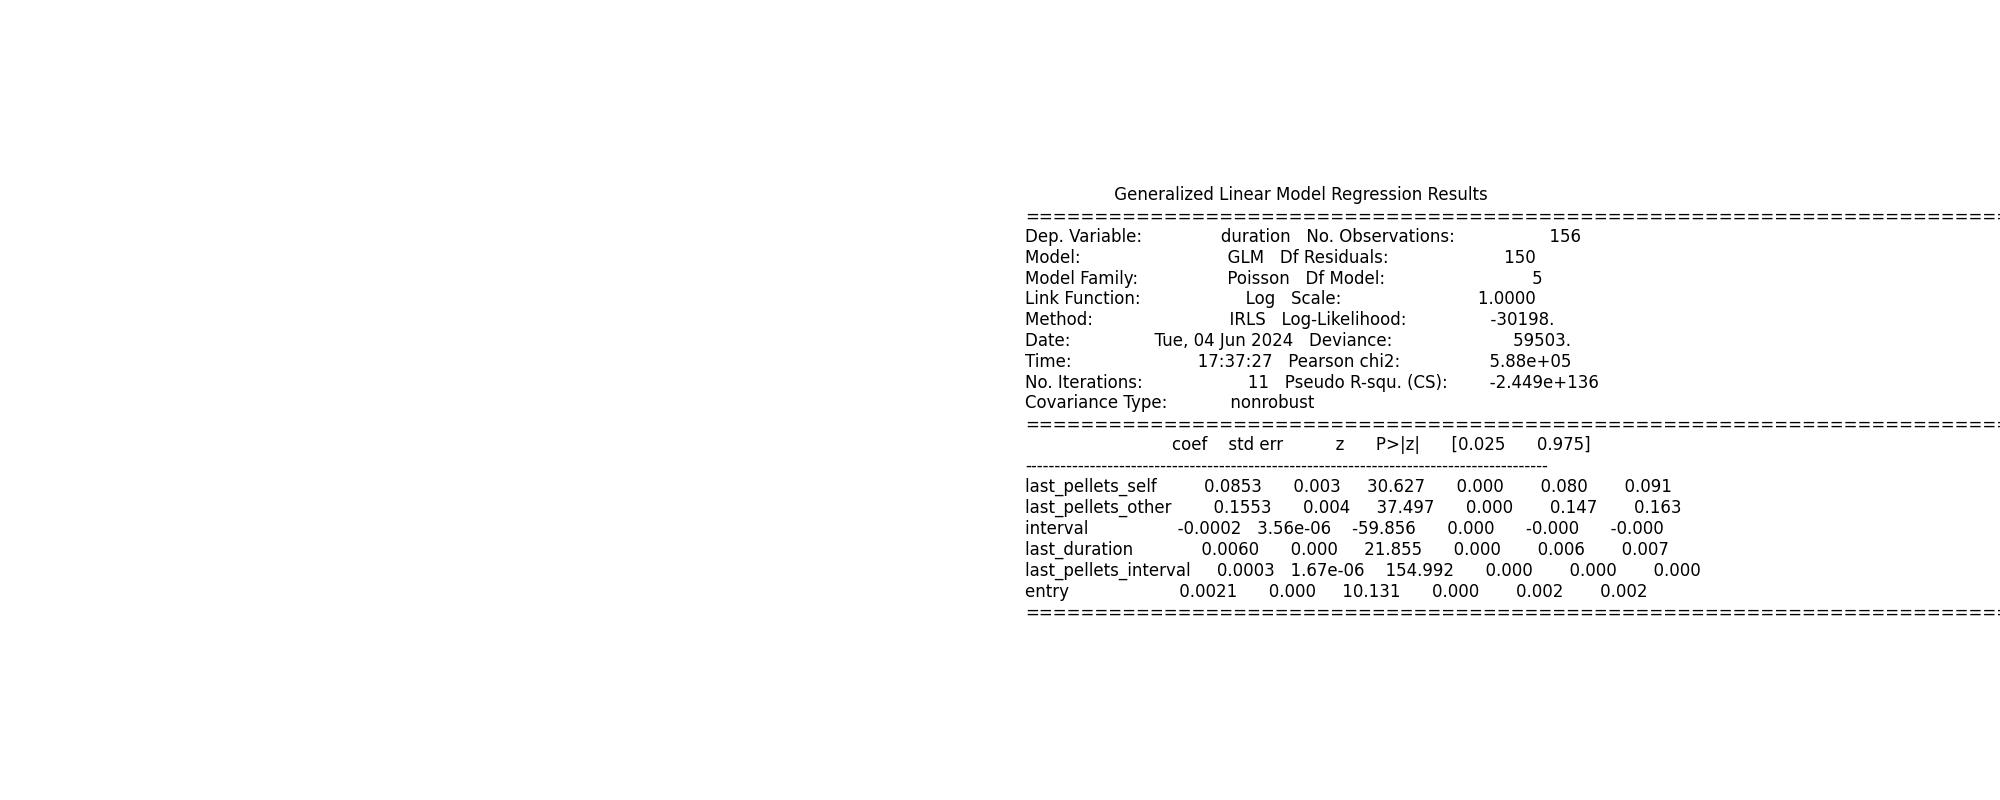 Generalized Linear Model Regression Results
==============================================================================
Dep. Variable: duration No. Observations: 156
Model: GLM Df Residuals: 150
Model Family: Poisson Df Model: 5
Link Function: Log Scale: 1.0000
Method: IRLS Log-Likelihood: -30198.
Date: Tue, 04 Jun 2024 Deviance: 59503.
Time: 17:37:27 Pearson chi2: 5.88e+05
No. Iterations: 11 Pseudo R-squ. (CS): -2.449e+136
Covariance Type: nonrobust
==============================================================================
coef std err z P>|z| [0.025 0.975]
----------------------------------------------------------------------------------------
last_pellets_self 0.0853 0.003 30.627 0.000 0.080 0.091
last_pellets_other 0.1553 0.004 37.497 0.000 0.147 0.163
interval -0.0002 3.56e-06 -59.856 0.000 -0.000 -0.000
last_duration 0.0060 0.000 21.855 0.000 0.006 0.007
last_pellets_interval 0.0003 1.67e-06 154.992 0.000 0.000 0.000
entry 0.0021 0.000 10.131 0.000 0.002 0.002
==============================================================================